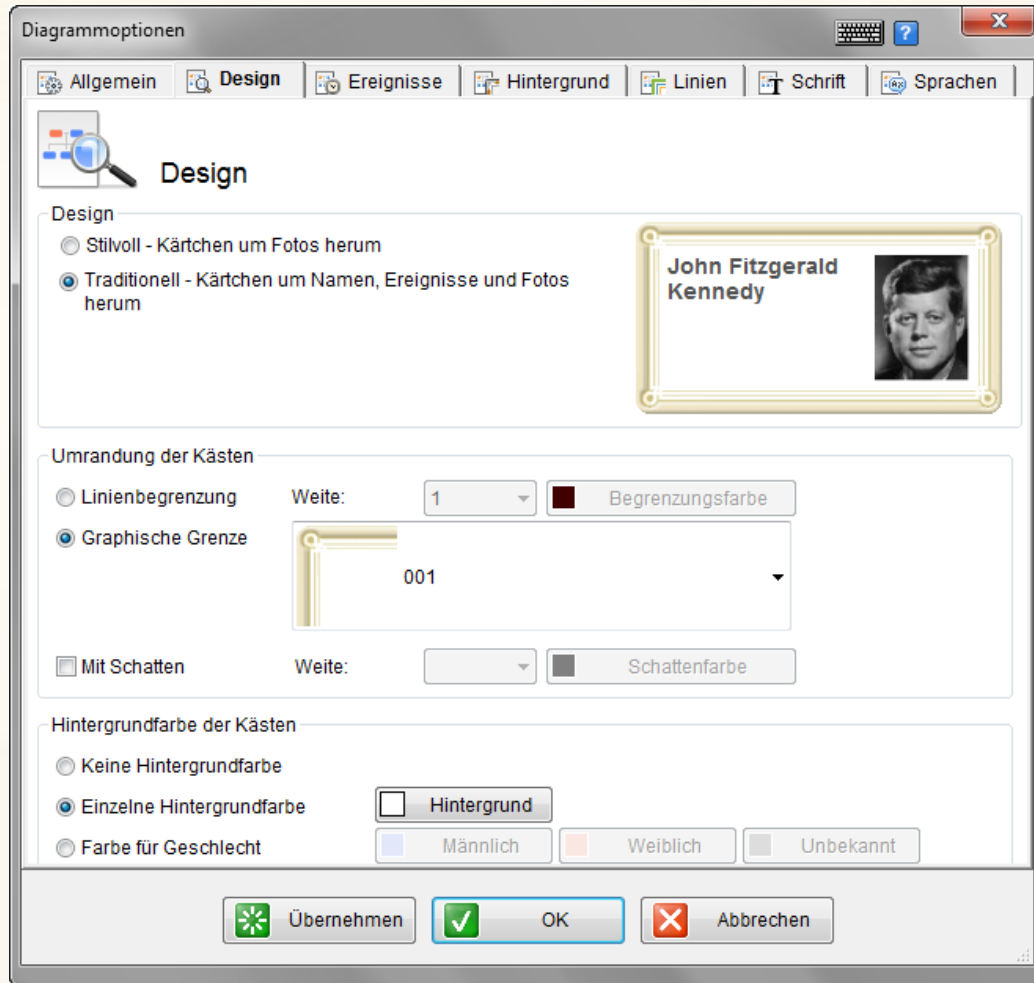 Diagrammoptionen
?
Allgemein Design Ereignisse Hintergrund Linien Schrift Sprachen
Design
Design
Stilvoll - Kärtchen um Fotos herum
Traditionell - Kärtchen um Namen, Ereignisse und Fotos
herum
John Fitzgerald
Kennedy
Umrandung der Kästen
Linienbegrenzung Weite: 1 Begrenzungsfarbe
Graphische Grenze
001
Mit Schatten Weite: Schattenfarbe
Hintergrundfarbe der Kästen
Keine Hintergrundfarbe
Einzelne Hintergrundfarbe Hintergrund
Farbe für Geschlecht Männlich Weiblich Unbekannt
Übernehmen OK Abbrechen